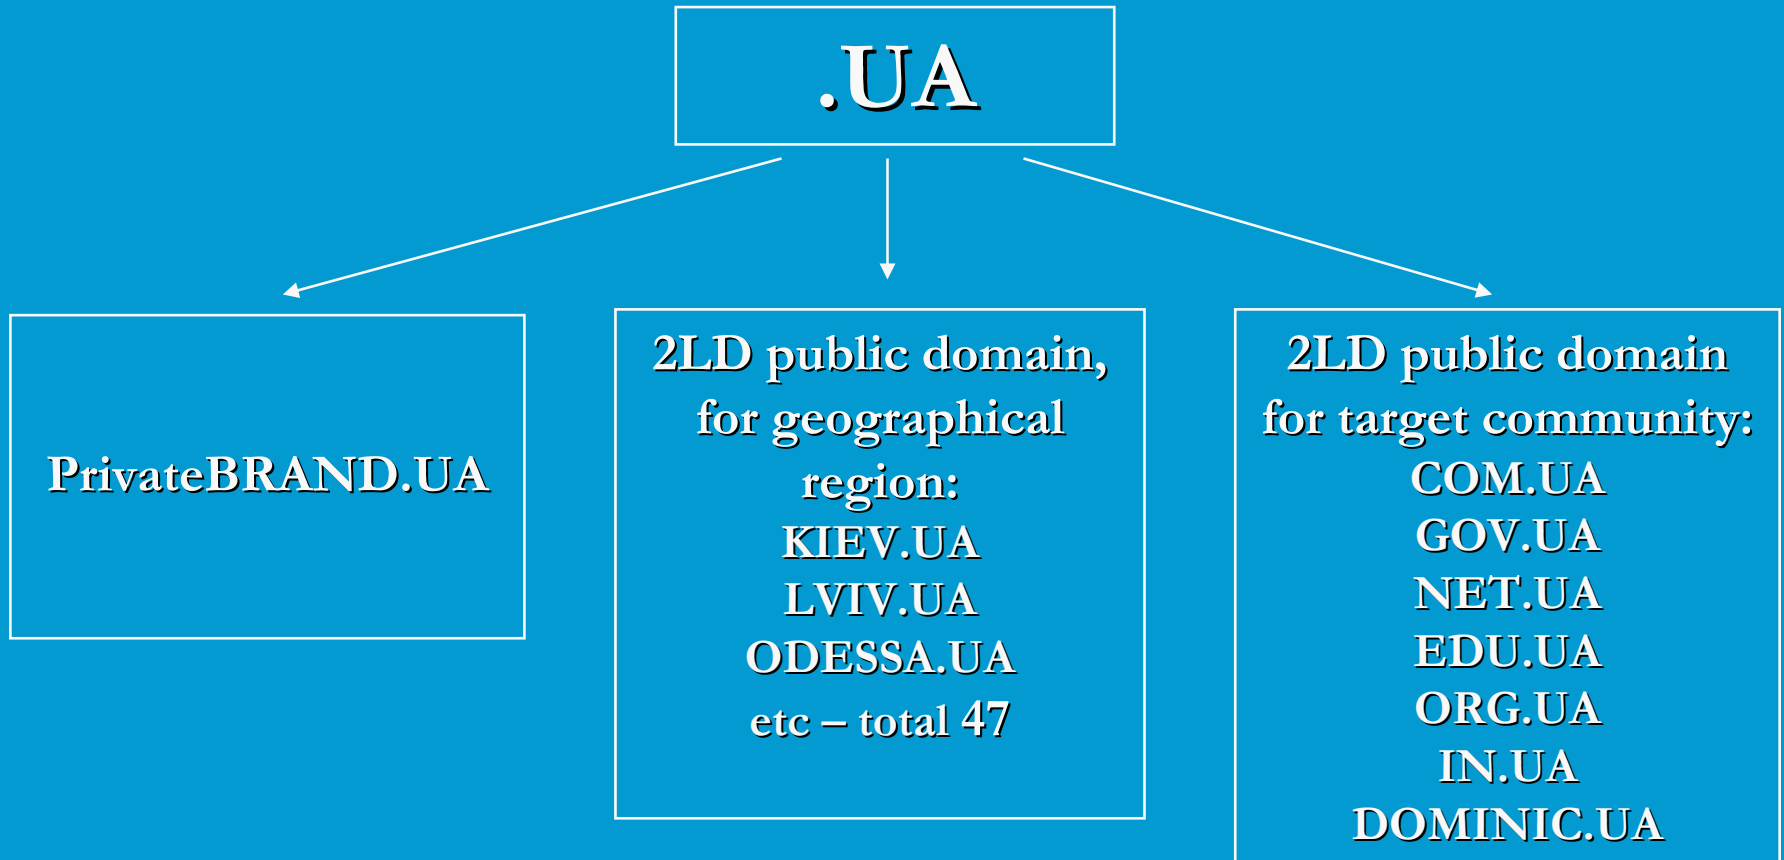 .UA
PrivateBRAND.UA
2LD public domain,
for geographical
region:
KIEV.UA
LVIV.UA
ODESSA.UA
etc – total 47
2LD public domain
for target community:
COM.UA
GOV.UA
NET.UA
EDU.UA
ORG.UA
IN.UA
DOMINIC.UA